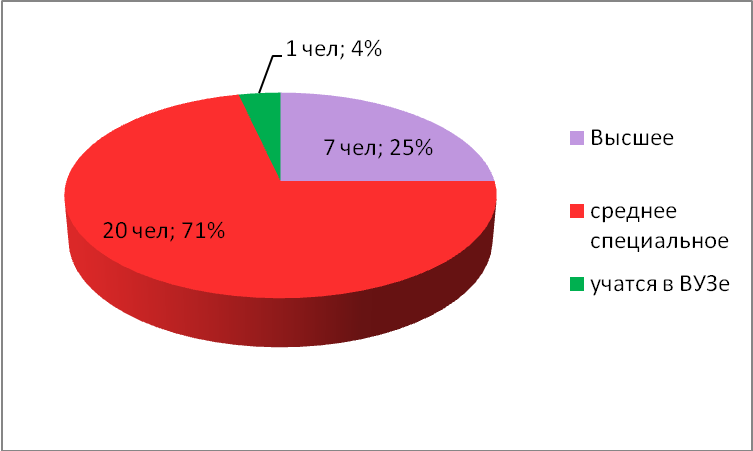 1 чел; 4%
7 чел; 25%
20 чел; 71%
Высшее
среднее
специальное
учатся в ВУЗе